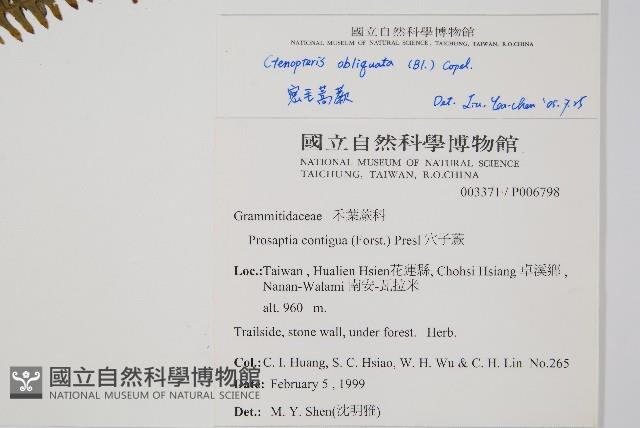 國立自然科學博物館
NATIONAL MUSEUM OF NATURAL SCIENCE, TAICHUNG, TAIWAN, R.O.CHINA
Ctenopteris obliquata (Bl.) Copel.
密毛蒿蕨
Det. Liu, Yea-Chen '05.7.25
國立自然科學博物館
NATIONAL MUSEUM OF NATURAL SCIENCE
TAICHUNG, TAIWAN, R.O.CHINA
003371 / P006798
Grammitidaceae 禾葉蕨科
Prosaptia contigua (Forst.) Presl 穴子蕨
Loc.:Taiwan , Hualien Hsien花蓮縣, Chohsi Hsiang 卓溪鄉 ,
Nanan-Walami 南安-瓦拉米
alt. 960 m.
Trailside, stone wall, under forest. Herb.
Col.: C. I. Huang, S. C. Hsiao, W. H. Wu & C. H. Lin No.265
Date: February 5 , 1999
Det.: M. Y. Shen(沈明雅)
國立自然科學博物館
NATIONAL MUSEUM OF NATURAL SCIENCE